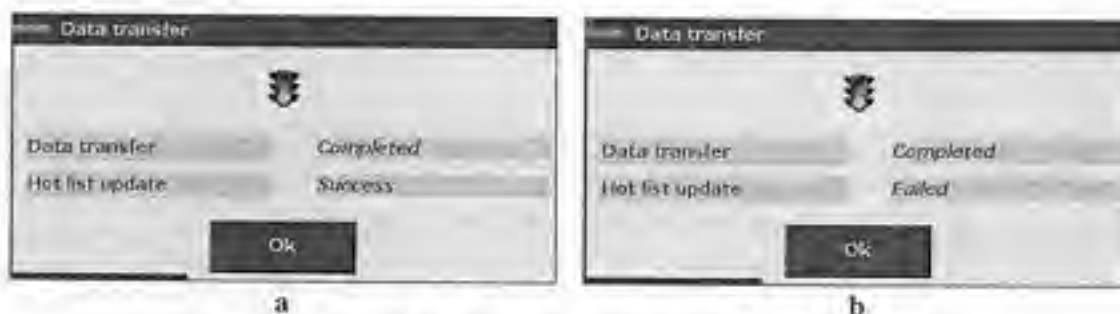 Data transfer
Data transfer Completed
Hot list update Success
Ok
a
Data transfer
Data transfer Completed
Hot list update Failed
Ok
b